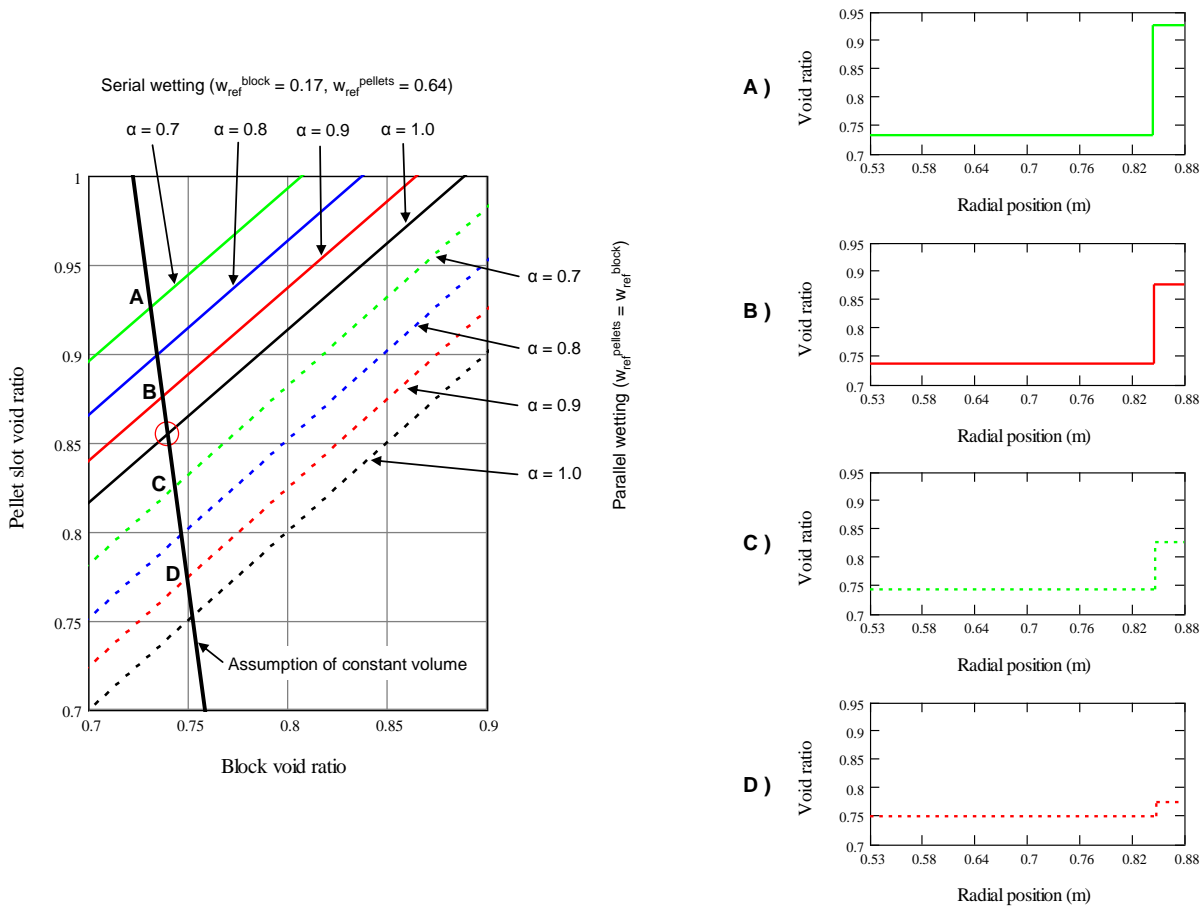 Serial wetting (w_ref^block = 0.17, w_ref^pellets = 0.64)
α = 0.7
α = 0.8
α = 0.9
α = 1.0
1
0.95
0.9
0.85
0.8
0.75
0.7
Pellet slot void ratio
A
B
C
D
α = 0.7
α = 0.8
α = 0.9
α = 1.0
Parallel wetting (w_ref^pellets = w_ref^block)
Assumption of constant volume
0.7 0.75 0.8 0.85 0.9
Block void ratio
A )
Void ratio
0.95
0.9
0.85
0.8
0.75
0.7
0.53 0.58 0.64 0.7 0.76 0.82 0.88
Radial position (m)
B )
Void ratio
0.95
0.9
0.85
0.8
0.75
0.7
0.53 0.58 0.64 0.7 0.76 0.82 0.88
Radial position (m)
C )
Void ratio
0.95
0.9
0.85
0.8
0.75
0.7
0.53 0.58 0.64 0.7 0.76 0.82 0.88
Radial position (m)
D )
Void ratio
0.95
0.9
0.85
0.8
0.75
0.7
0.53 0.58 0.64 0.7 0.76 0.82 0.88
Radial position (m)